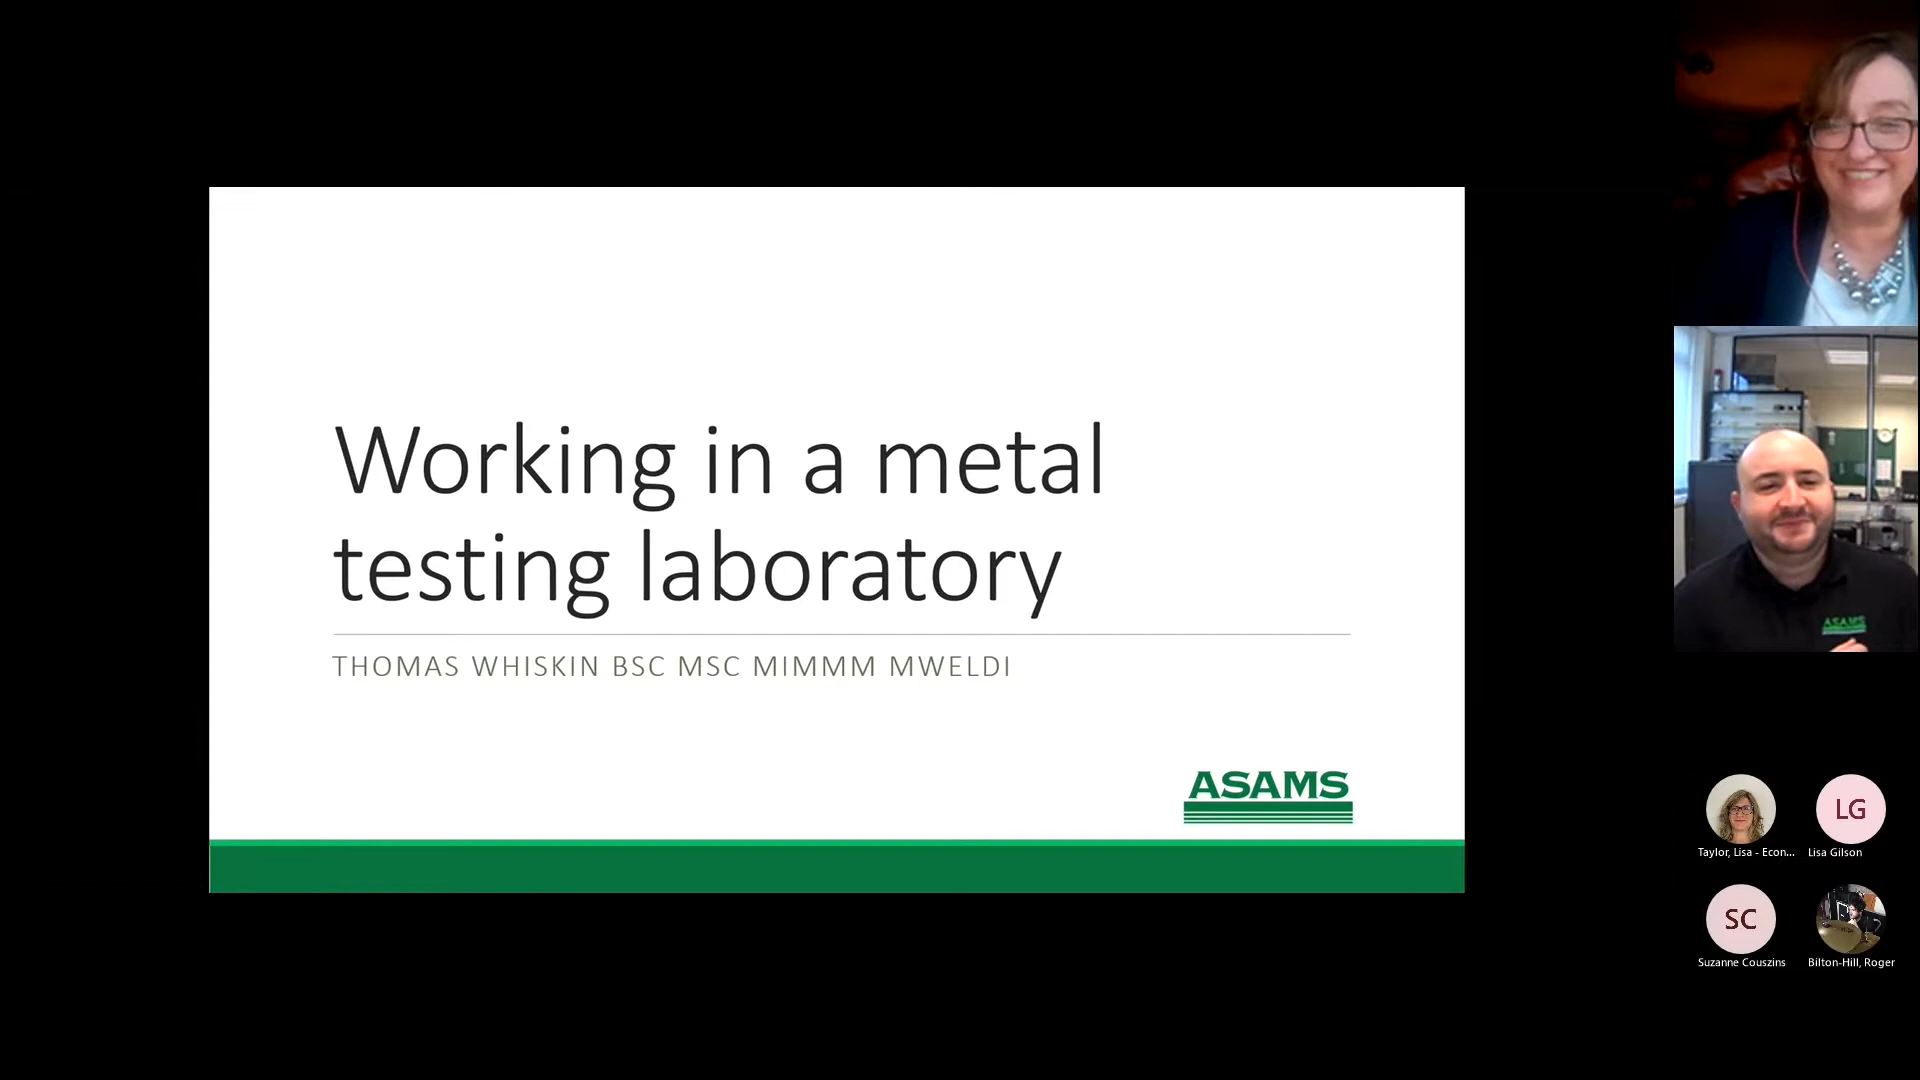 Working in a metal
testing laboratory
THOMAS WHISKIN BSC MSC MIMMM MWELDI
ASAMS
ASAMS
LG
Taylor, Lisa - Econ...
Lisa Gilson
SC
Suzanne Couszins
Bilton-Hill, Roger